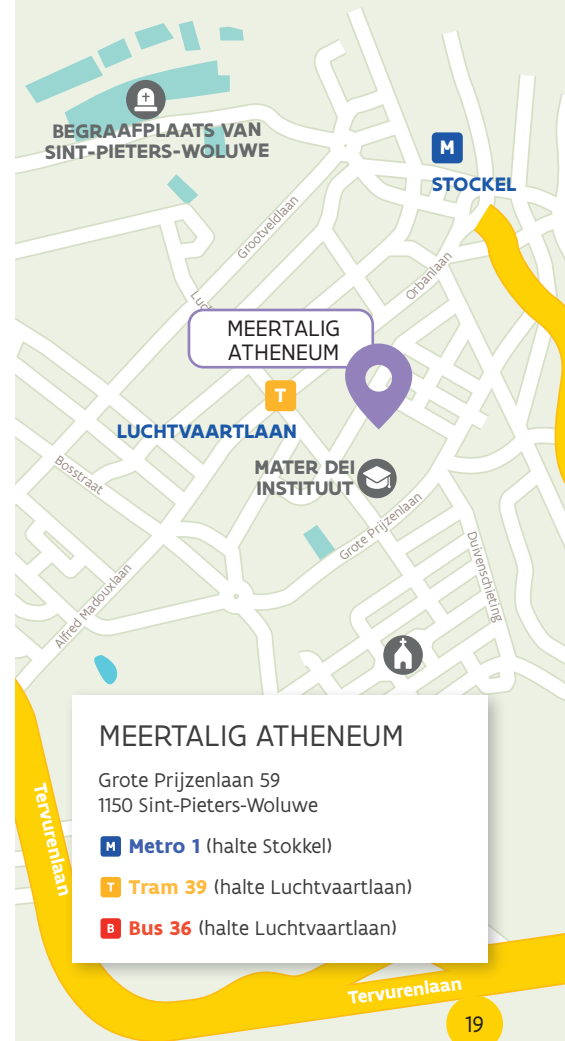 BEGRAAFPLAATS VAN
SINT-PIETERS-WOLUWE
M
STOCKEL
Grootveldlaan
Orbanlaan
MEERTALIG
ATHENEUM
T
LUCHTVAARTLAAN
MATER DEI
INSTITUUT
Bosstraat
Grote Prijzenlaan
Duivenschieting
Alfred Madouxlaan
MEERTALIG ATHENEUM
Grote Prijzenlaan 59
1150 Sint-Pieters-Woluwe
M Metro 1 (halte Stokkel)
T Tram 39 (halte Luchtvaartlaan)
B Bus 36 (halte Luchtvaartlaan)
Tervurenlaan
Tervurenlaan
19